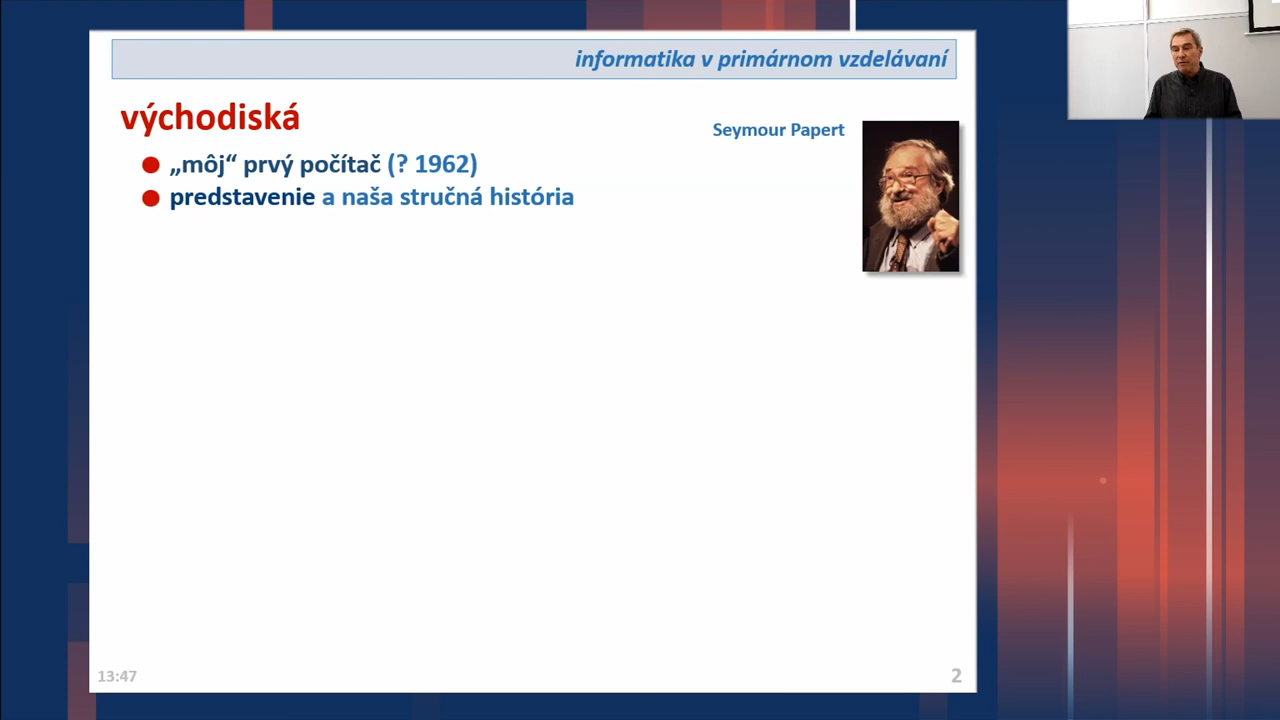 informatika v primárnom vzdelávaní
východiská
Seymour Papert
„môj“ prvý počítač (? 1962)
predstavenie a naša stručná história
13:47
2